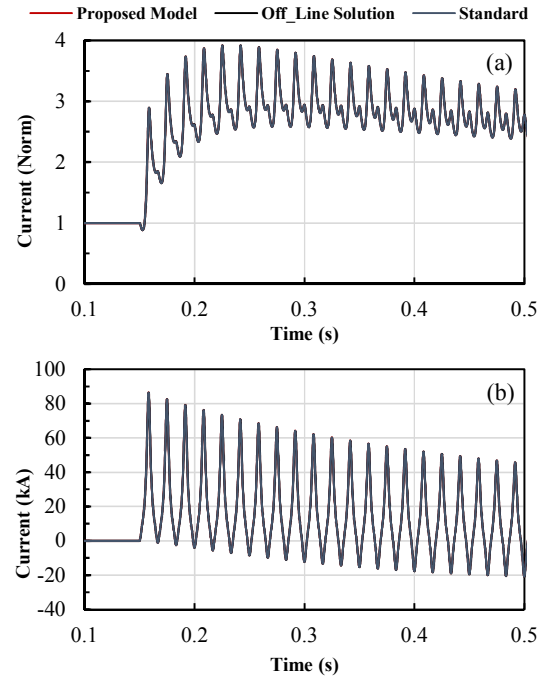 Proposed Model Off_Line Solution Standard
(a)
Current (Norm)
4
3
2
1
0
0.1 0.2 0.3 0.4 0.5
Time (s)
(b)
Current (kA)
100
80
60
40
20
0
-20
-40
0.1 0.2 0.3 0.4 0.5
Time (s)